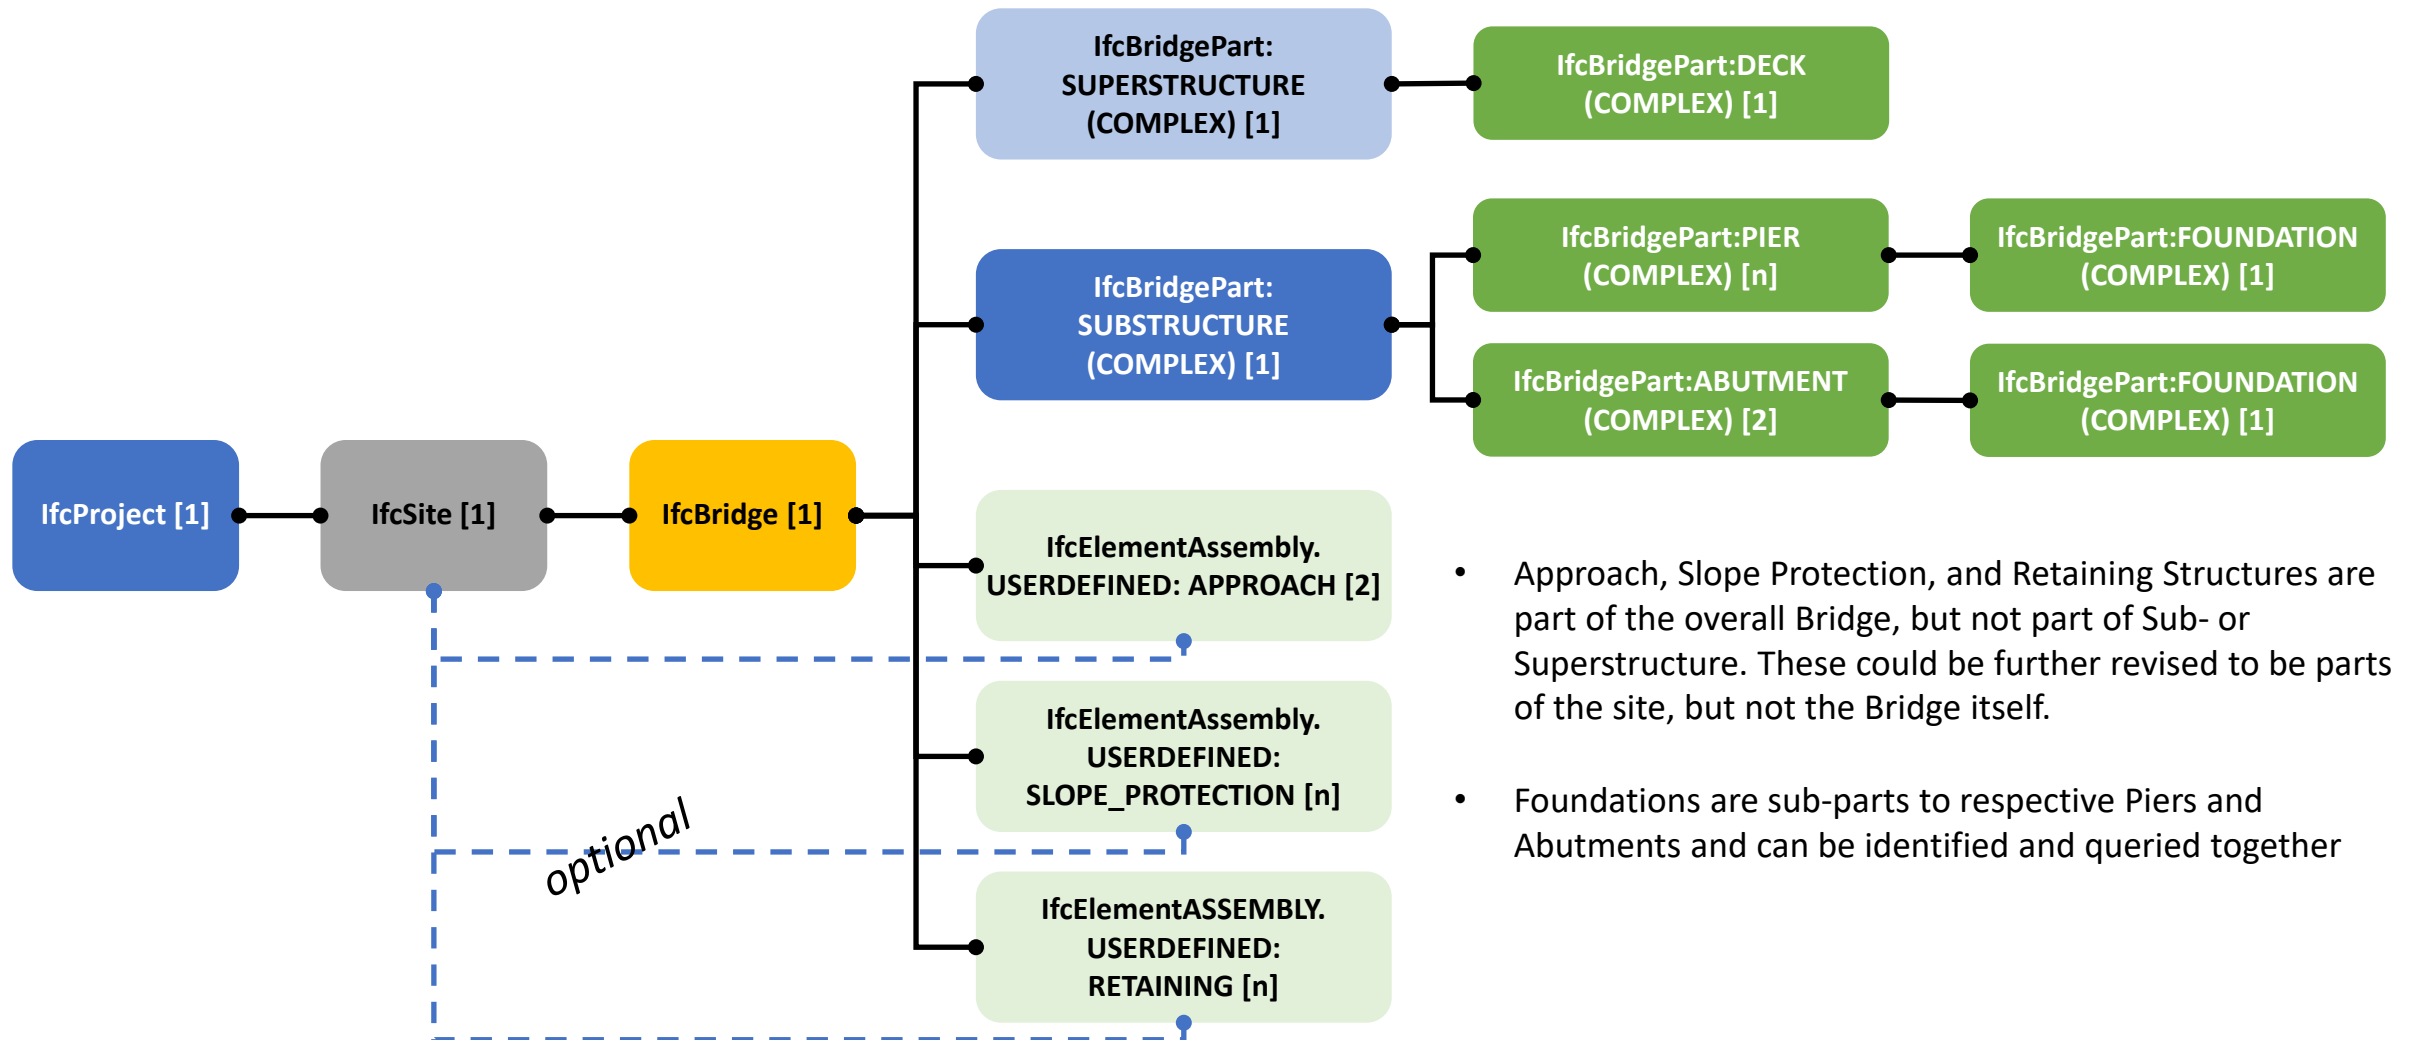 IfcBridgePart:
SUPERSTRUCTURE
(COMPLEX) [1]
IfcBridgePart:DECK
(COMPLEX) [1]
IfcBridgePart:
SUBSTRUCTURE
(COMPLEX) [1]
IfcBridgePart:PIER
(COMPLEX) [n]
IfcBridgePart:FOUNDATION
(COMPLEX) [1]
IfcBridgePart:ABUTMENT
(COMPLEX) [2]
IfcBridgePart:FOUNDATION
(COMPLEX) [1]
IfcProject [1]
IfcSite [1]
IfcBridge [1]
IfcElementAssembly.
USERDEFINED: APPROACH [2]
IfcElementAssembly.
USERDEFINED:
SLOPE_PROTECTION [n]
IfcElementASSEMBLY.
USERDEFINED:
RETAINING [n]
optional
• Approach, Slope Protection, and Retaining Structures are
part of the overall Bridge, but not part of Sub- or
Superstructure. These could be further revised to be parts
of the site, but not the Bridge itself.
• Foundations are sub-parts to respective Piers and
Abutments and can be identified and queried together